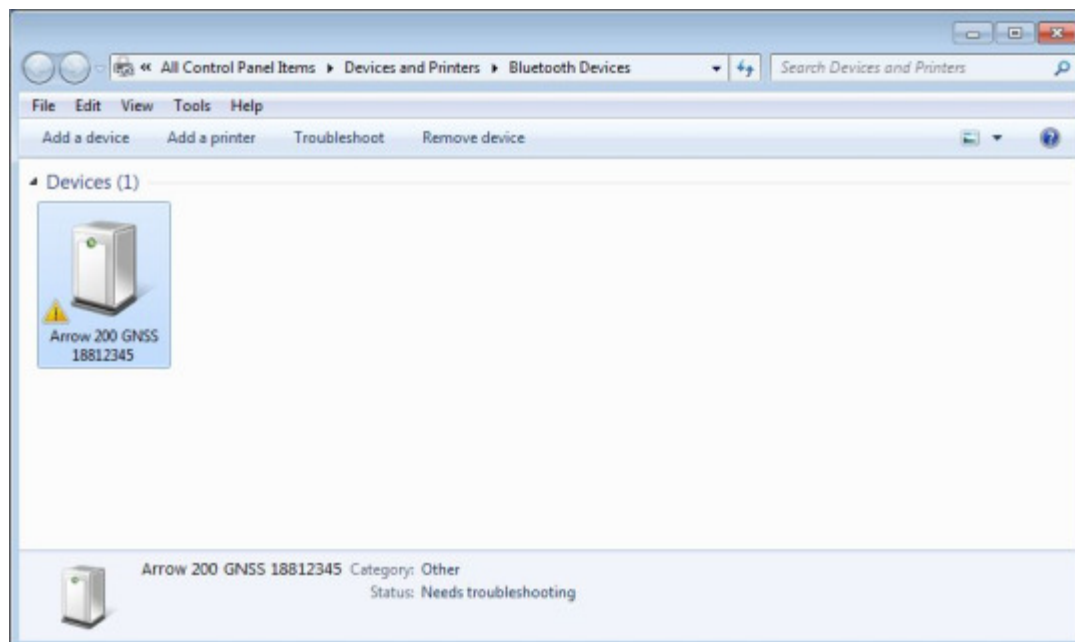 « All Control Panel Items ▸ Devices and Printers ▸ Bluetooth Devices Search Devices and Printers
File Edit View Tools Help
Add a device Add a printer Troubleshoot Remove device
Devices (1)
Arrow 200 GNSS
18812345
Arrow 200 GNSS 18812345 Category: Other
Status: Needs troubleshooting